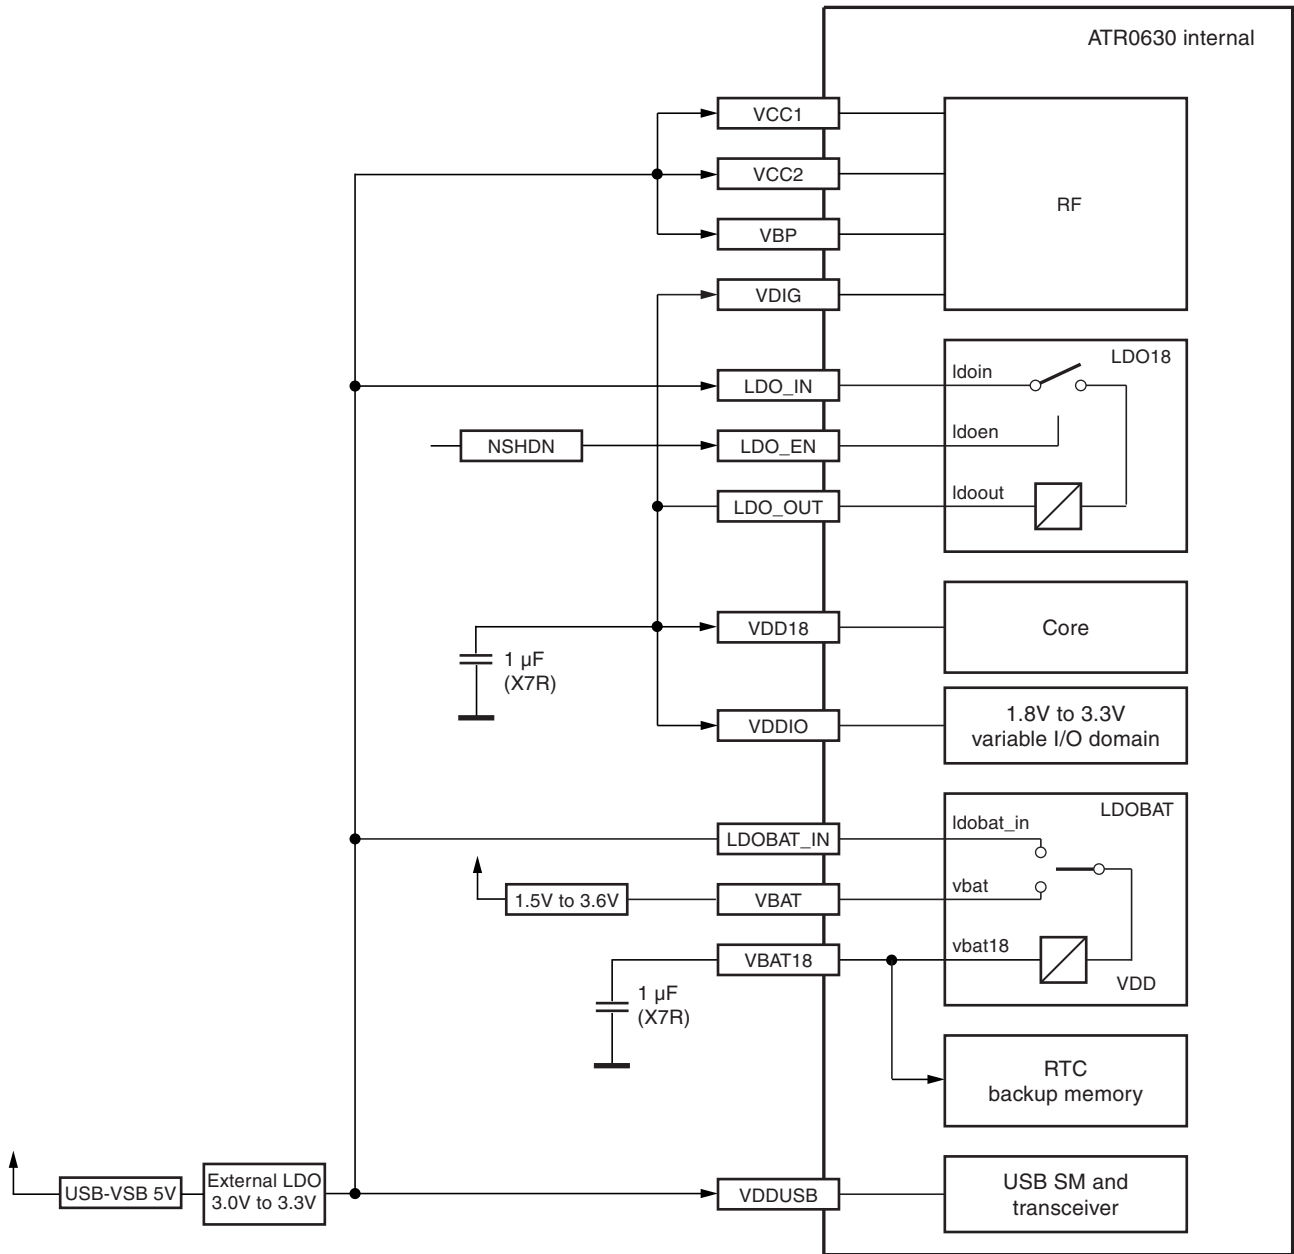 ATR0630 internal
VCC1
VCC2
RF
VBP
VDIG
LDO18
ldoin
LDO_IN
ldoen
NSHDN
LDO_EN
ldoout
LDO_OUT
VDD18
Core
1 µF
(X7R)
1.8V to 3.3V
VDDIO
variable I/O domain
LDOBAT
ldobat_in
LDOBAT_IN
vbat
1.5V to 3.6V
VBAT
vbat18
VBAT18
VDD
1 µF
(X7R)
RTC
backup memory
USB-VSB 5V
External LDO
3.0V to 3.3V
VDDUSB
USB SM and
transceiver